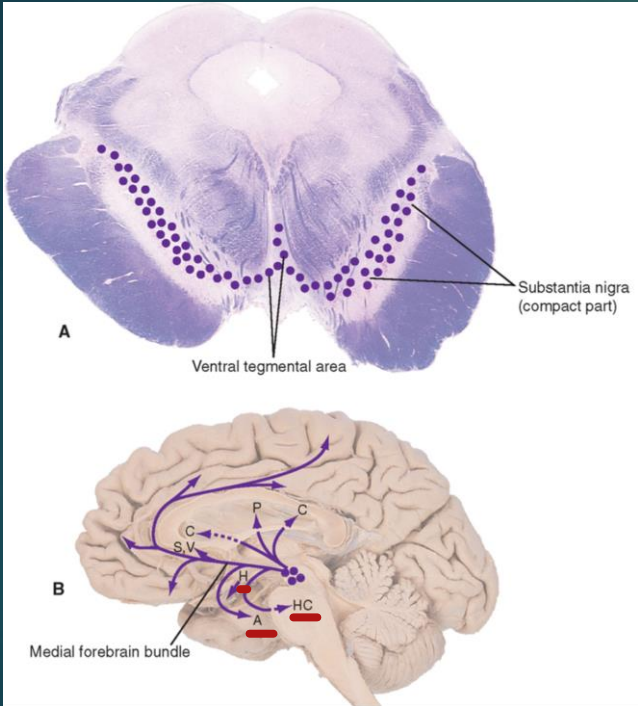 Substantia nigra
(compact part)
A
Ventral tegmental area
P
C
C
S,V
H
B
HC
A
Medial forebrain bundle